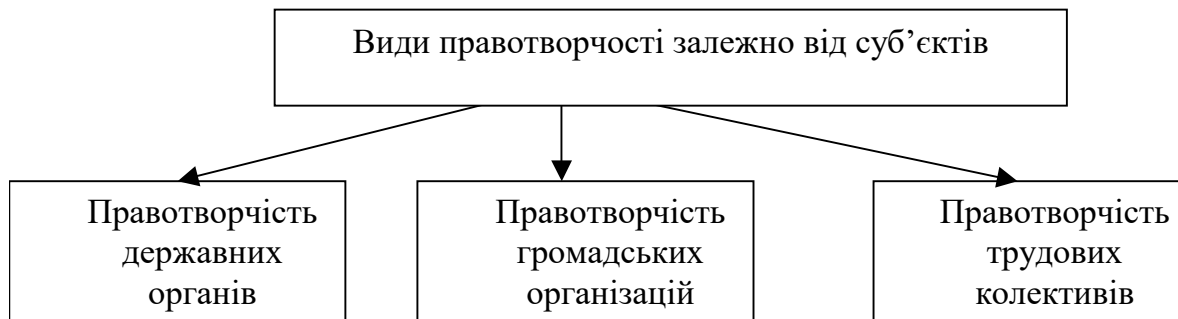 Види правотворчості залежно від суб’єктів
Правотворчість
державних
органів
Правотворчість
громадських
організацій
Правотворчість
трудових
колективів